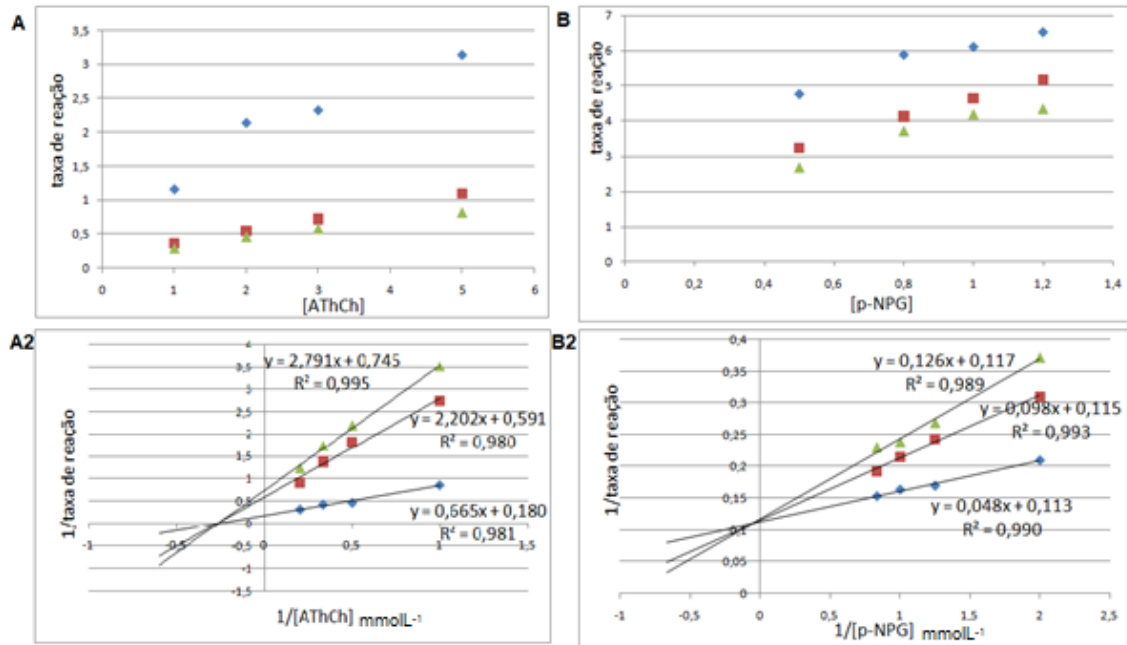 A
taxa de reação
3,5
3
2,5
2
1,5
1
0,5
0
0 1 2 3 4 5 6
[AThCh]
B
taxa de reação
7
6
5
4
3
2
1
0
0 0,2 0,4 0,6 0,8 1 1,2 1,4
[p-NPG]
A2
1/taxa de reação
4,5
3,5
2,5
1,5
0,5
-1 -0,5 0 0,5 1 1,5
-0,5
-1,5
y = 2,791x + 0,745
R² = 0,995
y = 2,202x + 0,591
R² = 0,980
y = 0,565x + 0,180
R² = 0,981
1/[AThCh] mmolL-1
B2
1/taxa de reação
0,4
0,35
0,3
0,25
0,2
0,15
0,1
0,05
0
-1 -0,5 0 0,5 1 1,5 2 2,5
y = 0,126x + 0,117
R² = 0,989
y = 0,098x + 0,115
R² = 0,993
y = 0,048x + 0,113
R² = 0,990
1/[p-NPG] mmolL-1